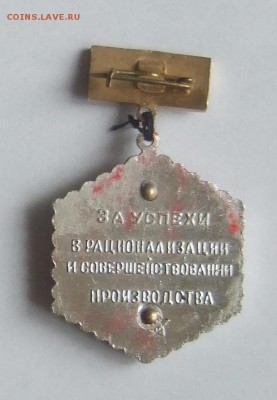 COINS.LAVE.RU
ЗА УСПЕХИ
В РАЦИОНАЛИЗАЦИИ
И СОВЕРШЕНСТВОВАНИИ
ПРОИЗВОДСТВА